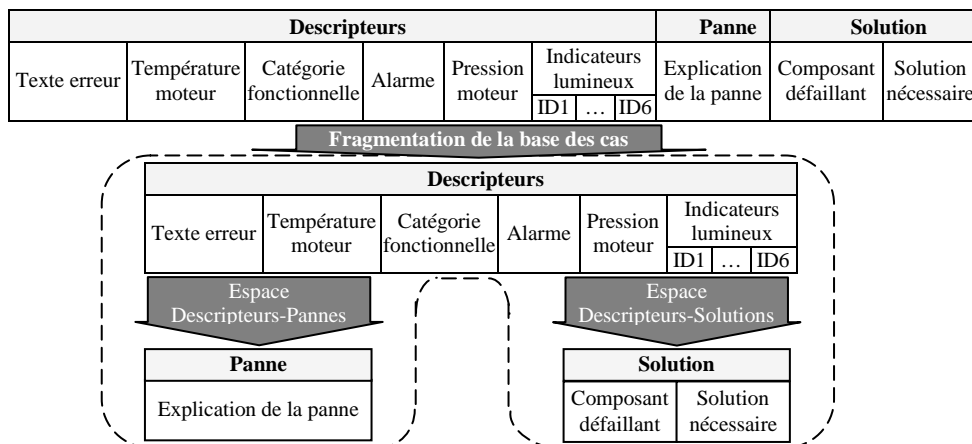 Descripteurs Panne Solution
Texte erreur Température moteur Catégorie fonctionnelle Alarme Pression moteur Indicateurs lumineux ID1 … ID6 Explication de la panne Composant défaillant Solution nécessaire
Fragmentation de la base des cas
Descripteurs
Texte erreur Température moteur Catégorie fonctionnelle Alarme Pression moteur Indicateurs lumineux ID1 … ID6
Espace
Descripteurs-Pannes
Espace
Descripteurs-Solutions
Panne
Explication de la panne
Solution
Composant défaillant Solution nécessaire